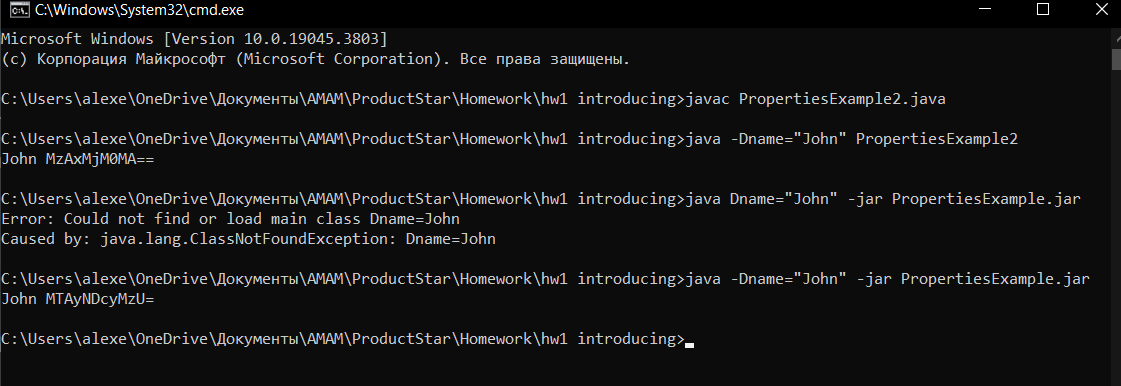 C:\Windows\System32\cmd.exe
Microsoft Windows [Version 10.0.19045.3803]
(c) Корпорация Майкрософт (Microsoft Corporation). Все права защищены.
C:\Users\alexe\OneDrive\Документы\AMAM\ProductStar\Homework\hw1 introducing>javac PropertiesExample2.java
C:\Users\alexe\OneDrive\Документы\AMAM\ProductStar\Homework\hw1 introducing>java -Dname="John" PropertiesExample2
John MzAxMjM0MA==
C:\Users\alexe\OneDrive\Документы\AMAM\ProductStar\Homework\hw1 introducing>java Dname="John" -jar PropertiesExample.jar
Error: Could not find or load main class Dname=John
Caused by: java.lang.ClassNotFoundException: Dname=John
C:\Users\alexe\OneDrive\Документы\AMAM\ProductStar\Homework\hw1 introducing>java -Dname="John" -jar PropertiesExample.jar
John MTAyNDcyMzU=
C:\Users\alexe\OneDrive\Документы\AMAM\ProductStar\Homework\hw1 introducing>